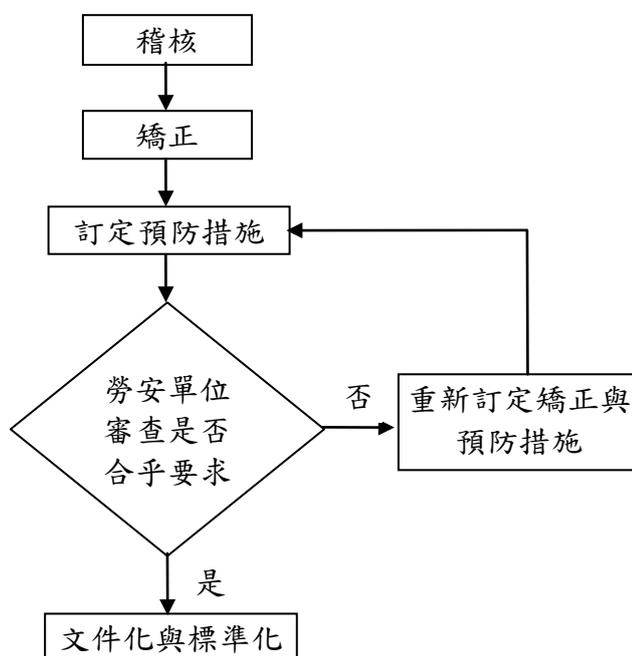 稽核
矯正
訂定預防措施
勞安單位
審查是否
合乎要求
否
重新訂定矯正與
預防措施
是
文件化與標準化